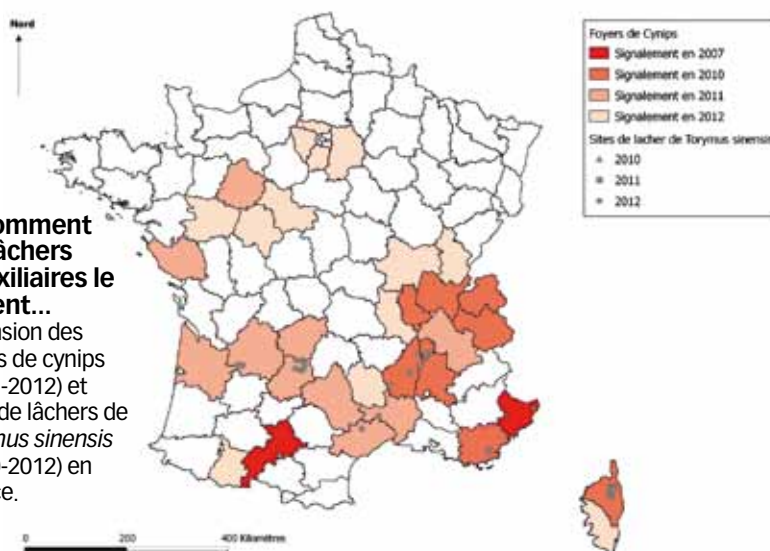 Nord
Foyers de Cynips
Signalement en 2007
Signalement en 2010
Signalement en 2011
Signalement en 2012
Sites de lacher de Torymus sinensis
2010
2011
2012
omment
âchers
xiliaires le
ent...
nsion des
s de cynips
-2012) et
de lâchers de
mus sinensis
-2012) en
ce.
0 200 400 Kilomètres